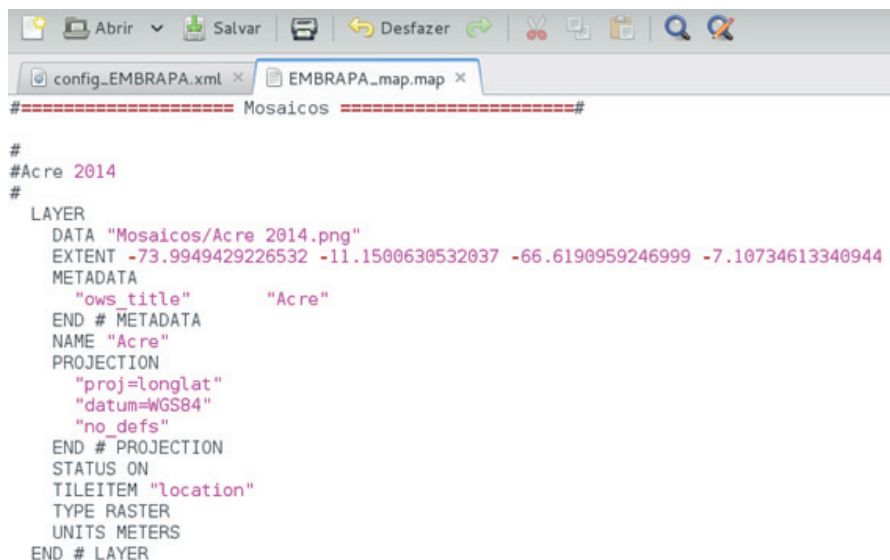 Abrir Salvar Desfazer
config_EMBRAPA.xml × EMBRAPA_map.map ×
#==================== Mosaicos ======================#
#
#Acre 2014
#
LAYER
DATA "Mosaicos/Acre 2014.png"
EXTENT -73.9949429226532 -11.1500630532037 -66.6190959246999 -7.10734613340944
METADATA
"ows_title" "Acre"
END # METADATA
NAME "Acre"
PROJECTION
"proj=longlat"
"datum=WGS84"
"no_defs"
END # PROJECTION
STATUS ON
TILEITEM "location"
TYPE RASTER
UNITS METERS
END # LAYER